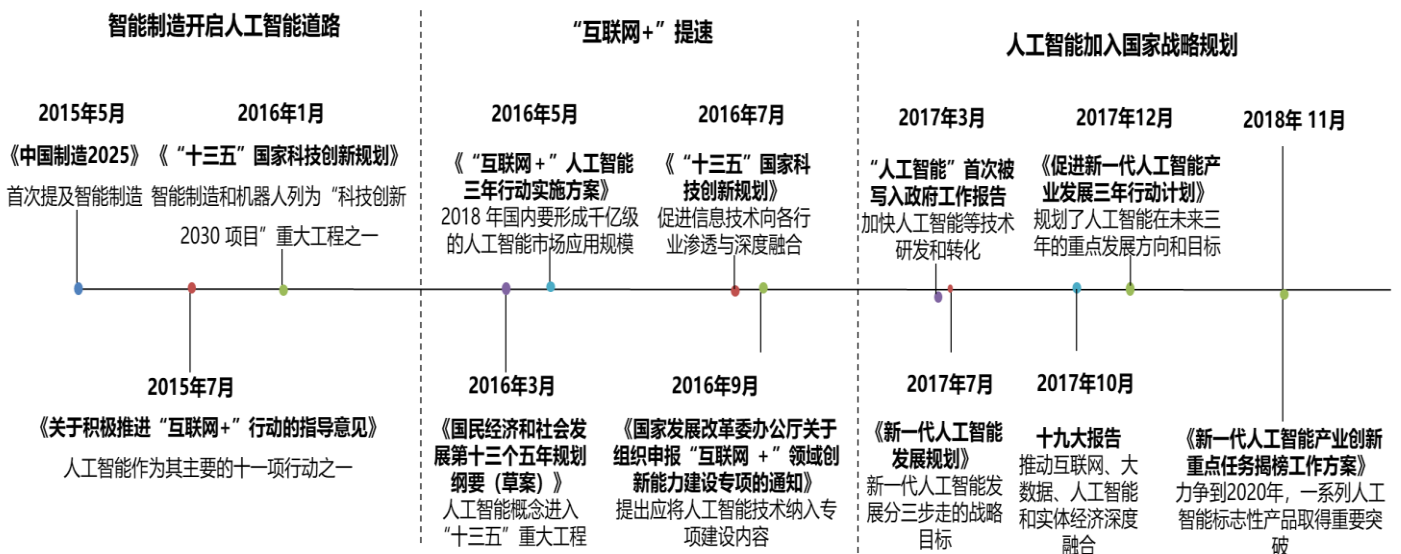 智能制造开启人工智能道路
2015年5月
《中国制造2025》
首次提及智能制造
2016年1月
《“十三五”国家科技创新规划》
智能制造和机器人列为“科技创新
2030 项目”重大工程之一
2015年7月
《关于积极推进“互联网+”行动的指导意见》
人工智能作为其主要的十一项行动之一
“互联网+”提速
2016年5月
《“互联网+”人工智能
三年行动实施方案》
2018 年国内要形成千亿级
的人工智能市场应用规模
2016年7月
《“十三五”国家科
技创新规划》
促进信息技术向各行
业渗透与深度融合
2016年3月
《国民经济和社会发
展第十三个五年规划
纲要（草案）》
人工智能概念进入
“十三五”重大工程
2016年9月
《国家发展改革委办公厅关于
组织申报“互联网 +”领域创
新能力建设专项的通知》
提出应将人工智能技术纳入专
项建设内容
人工智能加入国家战略规划
2017年3月
“人工智能”首次被
写入政府工作报告
加快人工智能等技术
研发和转化
2017年12月
《促进新一代人工智能产
业发展三年行动计划》
规划了人工智能在未来三
年的重点发展方向和目标
2018年 11月
2017年7月
《新一代人工智能
发展规划》
新一代人工智能发
展分三步走的战略
目标
2017年10月
十九大报告
推动互联网、大
数据、人工智能
和实体经济深度
融合
《新一代人工智能产业创新
重点任务揭榜工作方案》
力争到2020年，一系列人工
智能标志性产品取得重要突
破